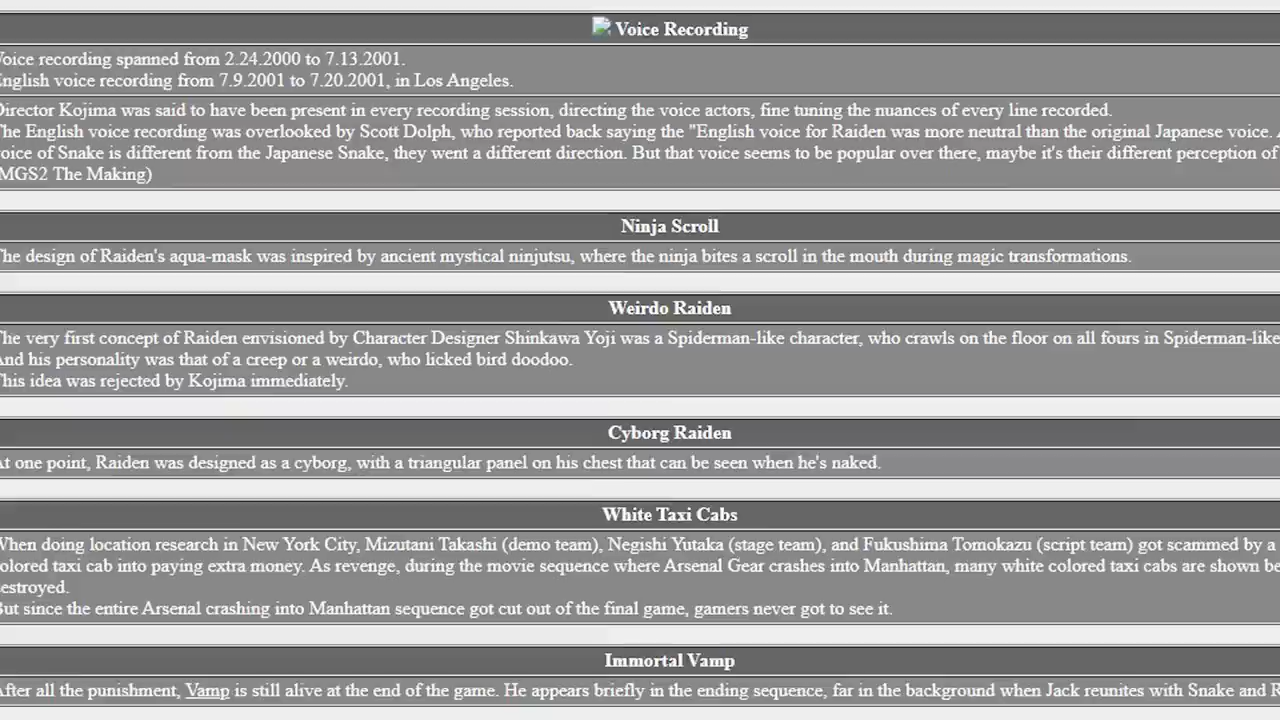 Voice Recording
Voice recording spanned from 2.24.2000 to 7.13.2001.
English voice recording from 7.9.2001 to 7.20.2001, in Los Angeles.
Director Kojima was said to have been present in every recording session, directing the voice actors, fine tuning the nuances of every line recorded.
The English voice recording was overlooked by Scott Dolph, who reported back saying the "English voice for Raiden was more neutral than the original Japanese voice.
voice of Snake is different from the Japanese Snake, they went a different direction. But that voice seems to be popular over there, maybe it's their different perception of
MGS2 The Making)
Ninja Scroll
The design of Raiden's aqua-mask was inspired by ancient mystical ninjutsu, where the ninja bites a scroll in the mouth during magic transformations.
Weirdo Raiden
The very first concept of Raiden envisioned by Character Designer Shinkawa Yoji was a Spiderman-like character, who crawls on the floor on all fours in Spiderman-like
And his personality was that of a creep or a weirdo, who licked bird doodoo.
This idea was rejected by Kojima immediately.
Cyborg Raiden
At one point, Raiden was designed as a cyborg, with a triangular panel on his chest that can be seen when he's naked.
White Taxi Cabs
When doing location research in New York City, Mizutani Takashi (demo team), Negishi Yutaka (stage team), and Fukushima Tomokazu (script team) got scammed by a
colored taxi cab into paying extra money. As revenge, during the movie sequence where Arsenal Gear crashes into Manhattan, many white colored taxi cabs are shown be
destroyed.
But since the entire Arsenal crashing into Manhattan sequence got cut out of the final game, gamers never got to see it.
Immortal Vamp
After all the punishment, Vamp is still alive at the end of the game. He appears briefly in the ending sequence, far in the background when Jack reunites with Snake and R